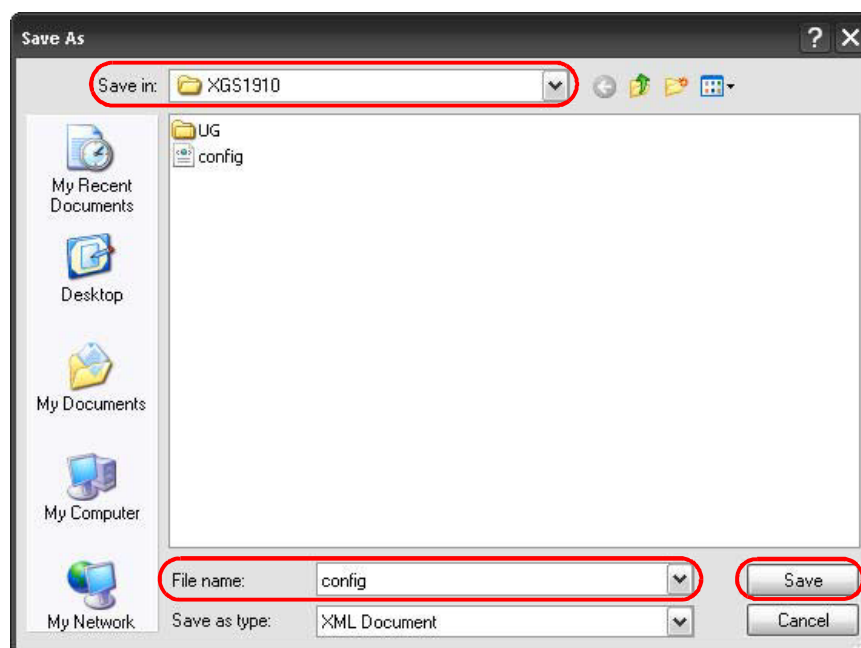 Save As
Save in: XGS1910
UG
config
My Recent
Documents
Desktop
My Documents
My Computer
My Network
File name: config
Save
Save as type: XML Document
Cancel